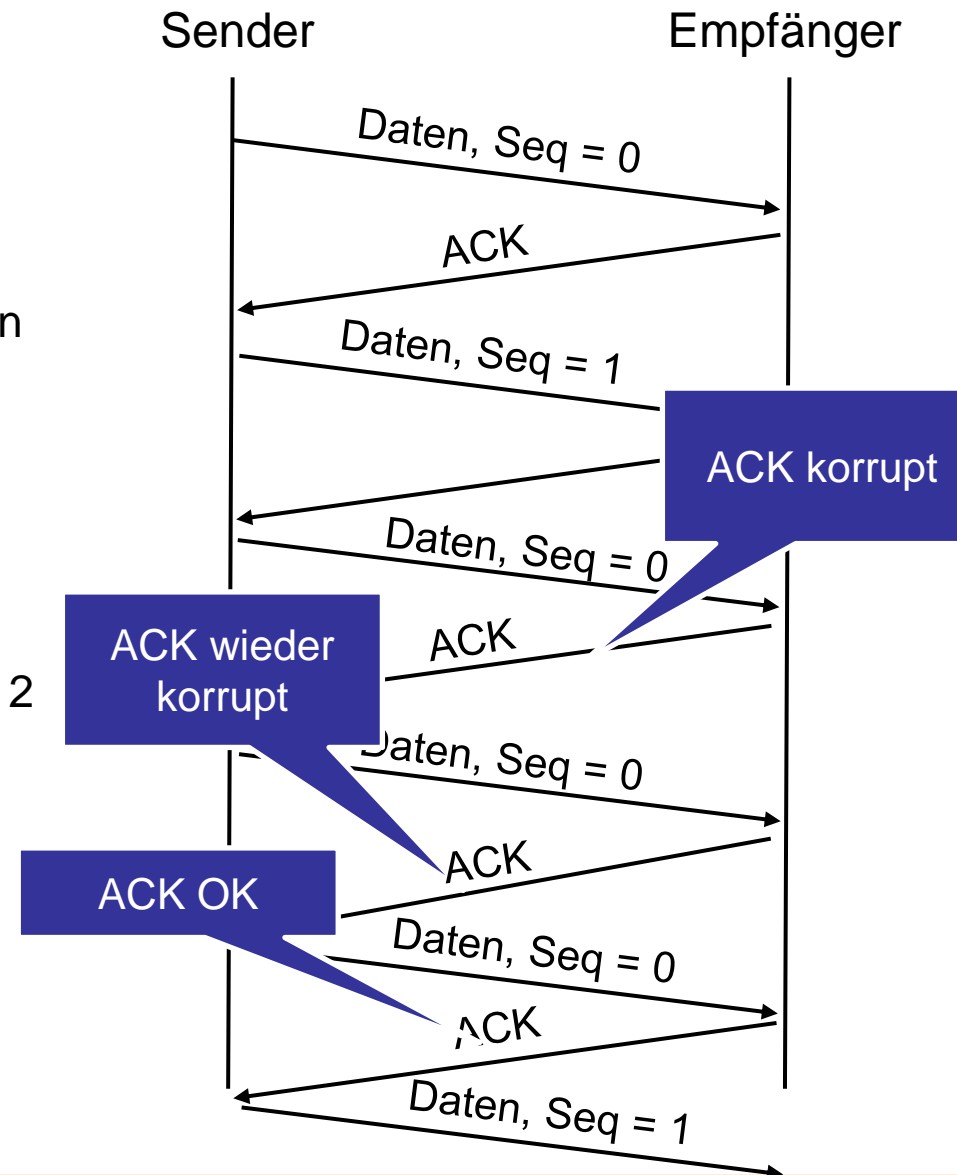 Sender
Empfänger
Daten, Seq = 0
ACK
n
Daten, Seq = 1
ACK korrupt
Daten, Seq = 0
ACK
ACK wieder
korrupt
2
Daten, Seq = 0
ACK
ACK OK
Daten, Seq = 0
ACK
Daten, Seq = 1